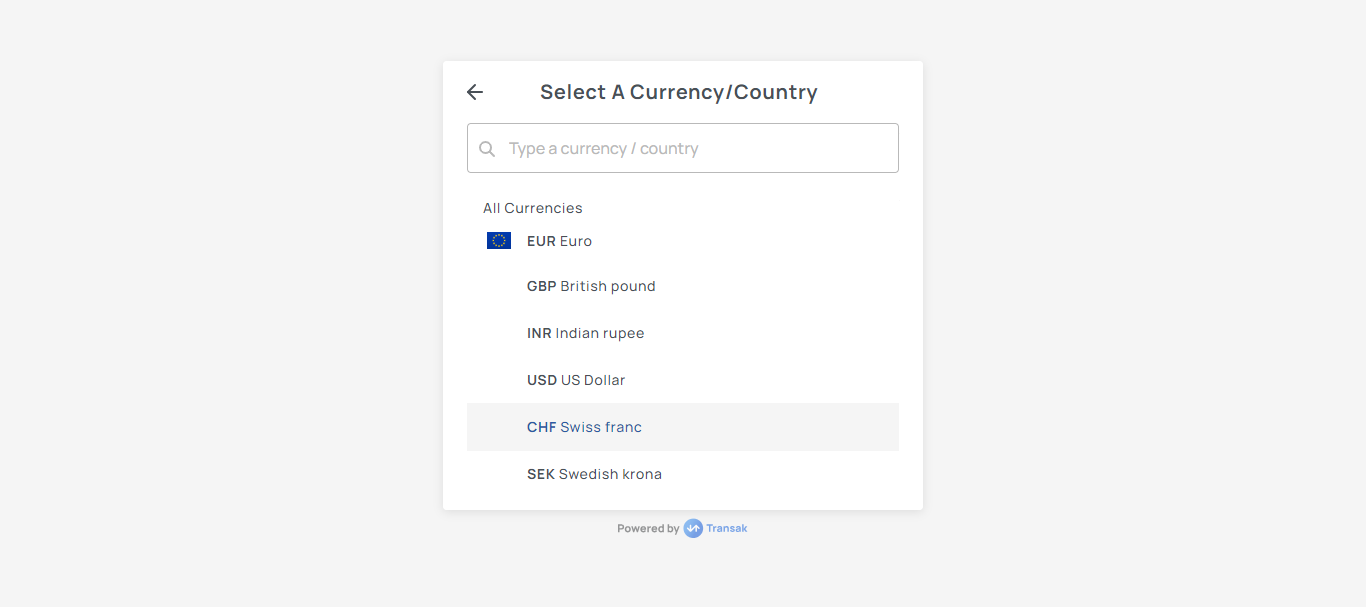 Select A Currency/Country
Type a currency / country
All Currencies
EUR Euro
GBP British pound
INR Indian rupee
USD US Dollar
CHF Swiss franc
SEK Swedish krona
Powered by Transak